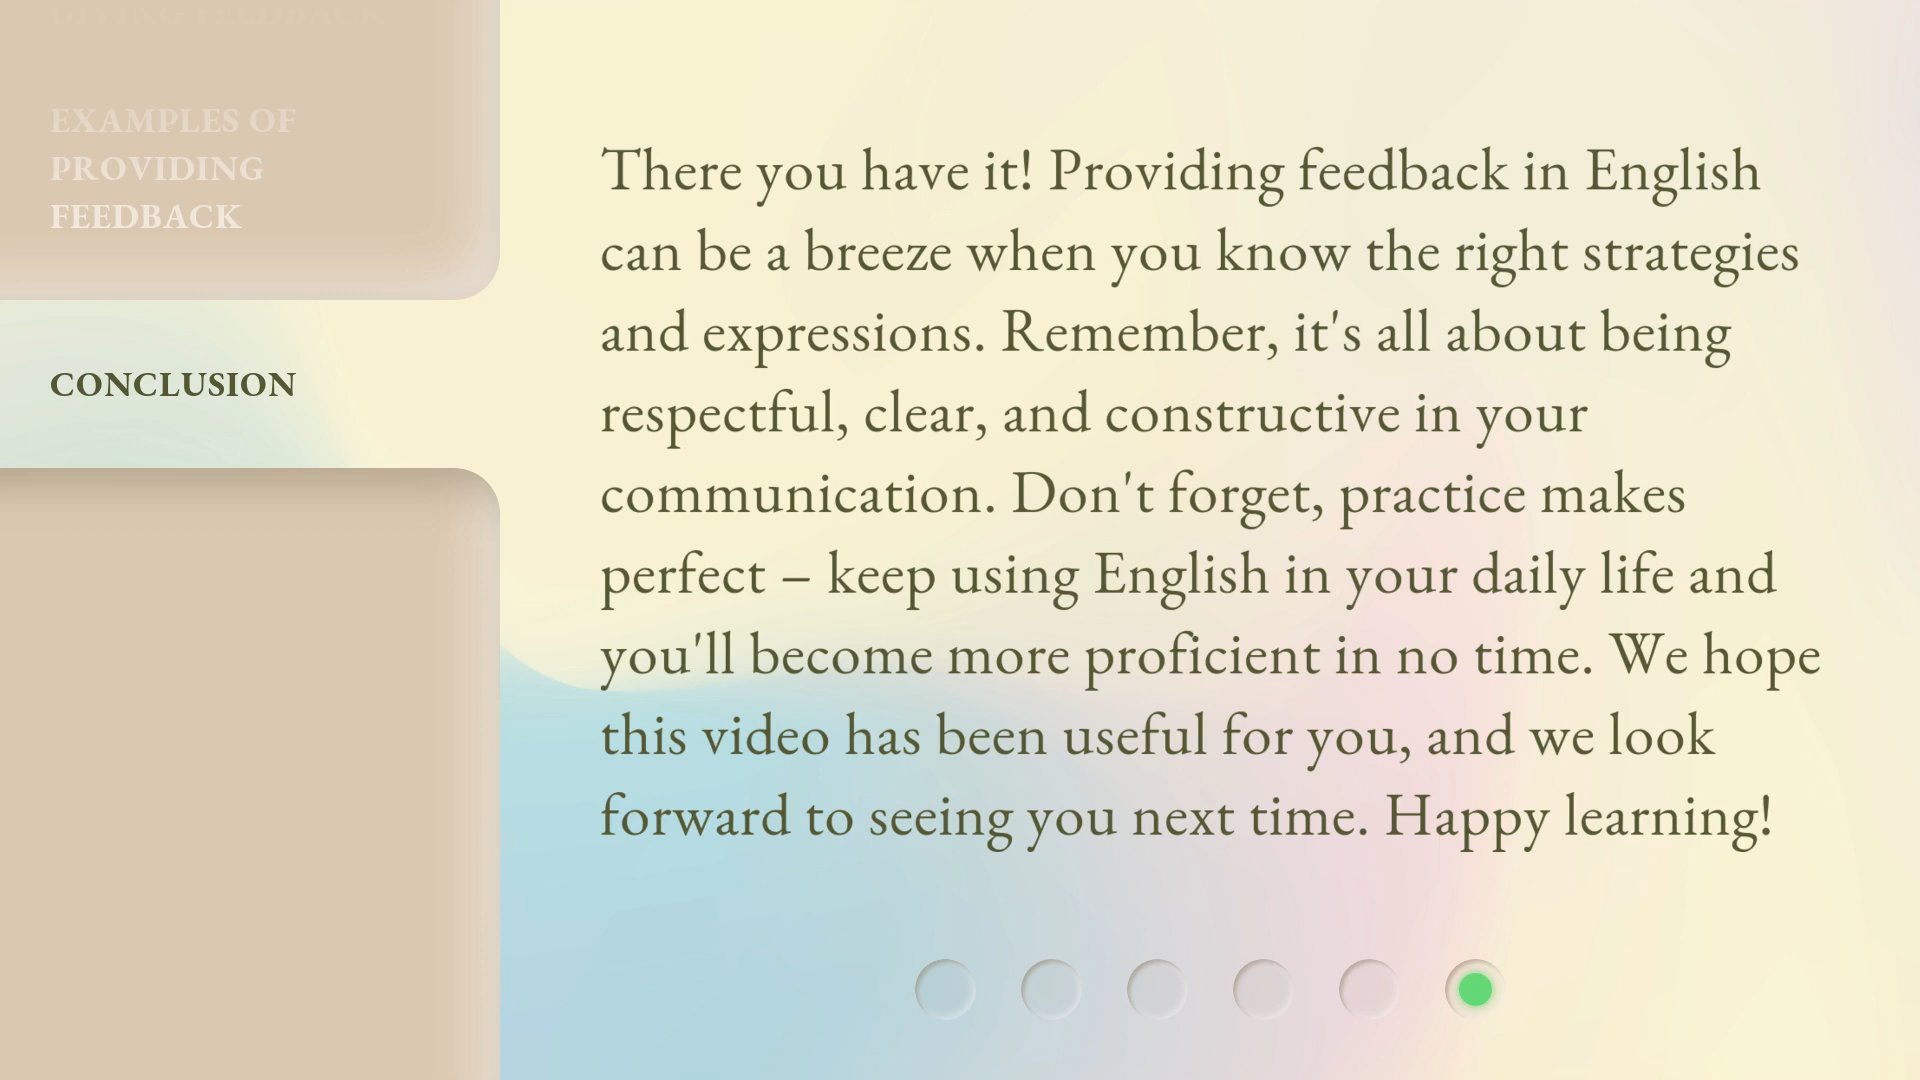 EXAMPLES OF
PROVIDING
FEEDBACK
CONCLUSION
There you have it! Providing feedback in English
can be a breeze when you know the right strategies
and expressions. Remember, it's all about being
respectful, clear, and constructive in your
communication. Don't forget, practice makes
perfect – keep using English in your daily life and
you'll become more proficient in no time. We hope
this video has been useful for you, and we look
forward to seeing you next time. Happy learning!